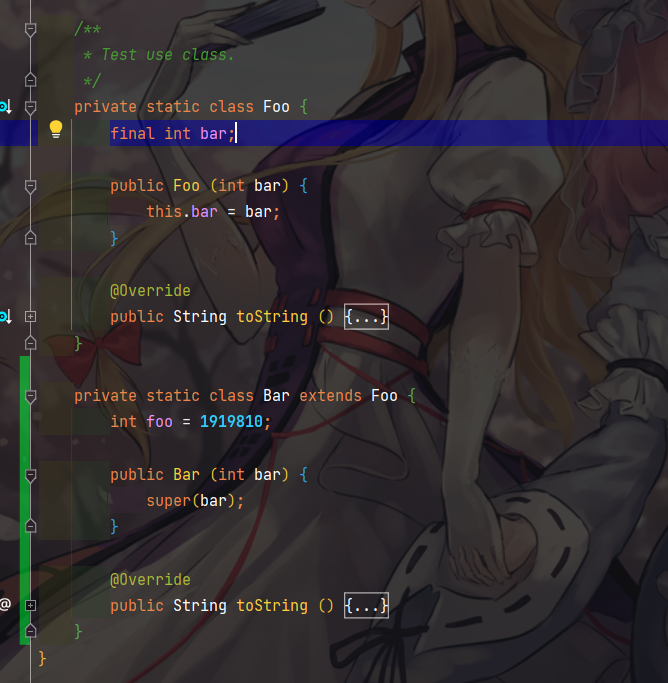 /**
 * Test use class.
 */
private static class Foo {
    final int bar;
    public Foo (int bar) {
        this.bar = bar;
    }
    @Override
    public String toString () {...}
}
private static class Bar extends Foo {
    int foo = 1919810;
    public Bar (int bar) {
        super(bar);
    }
    @Override
@   public String toString () {...}
}
}